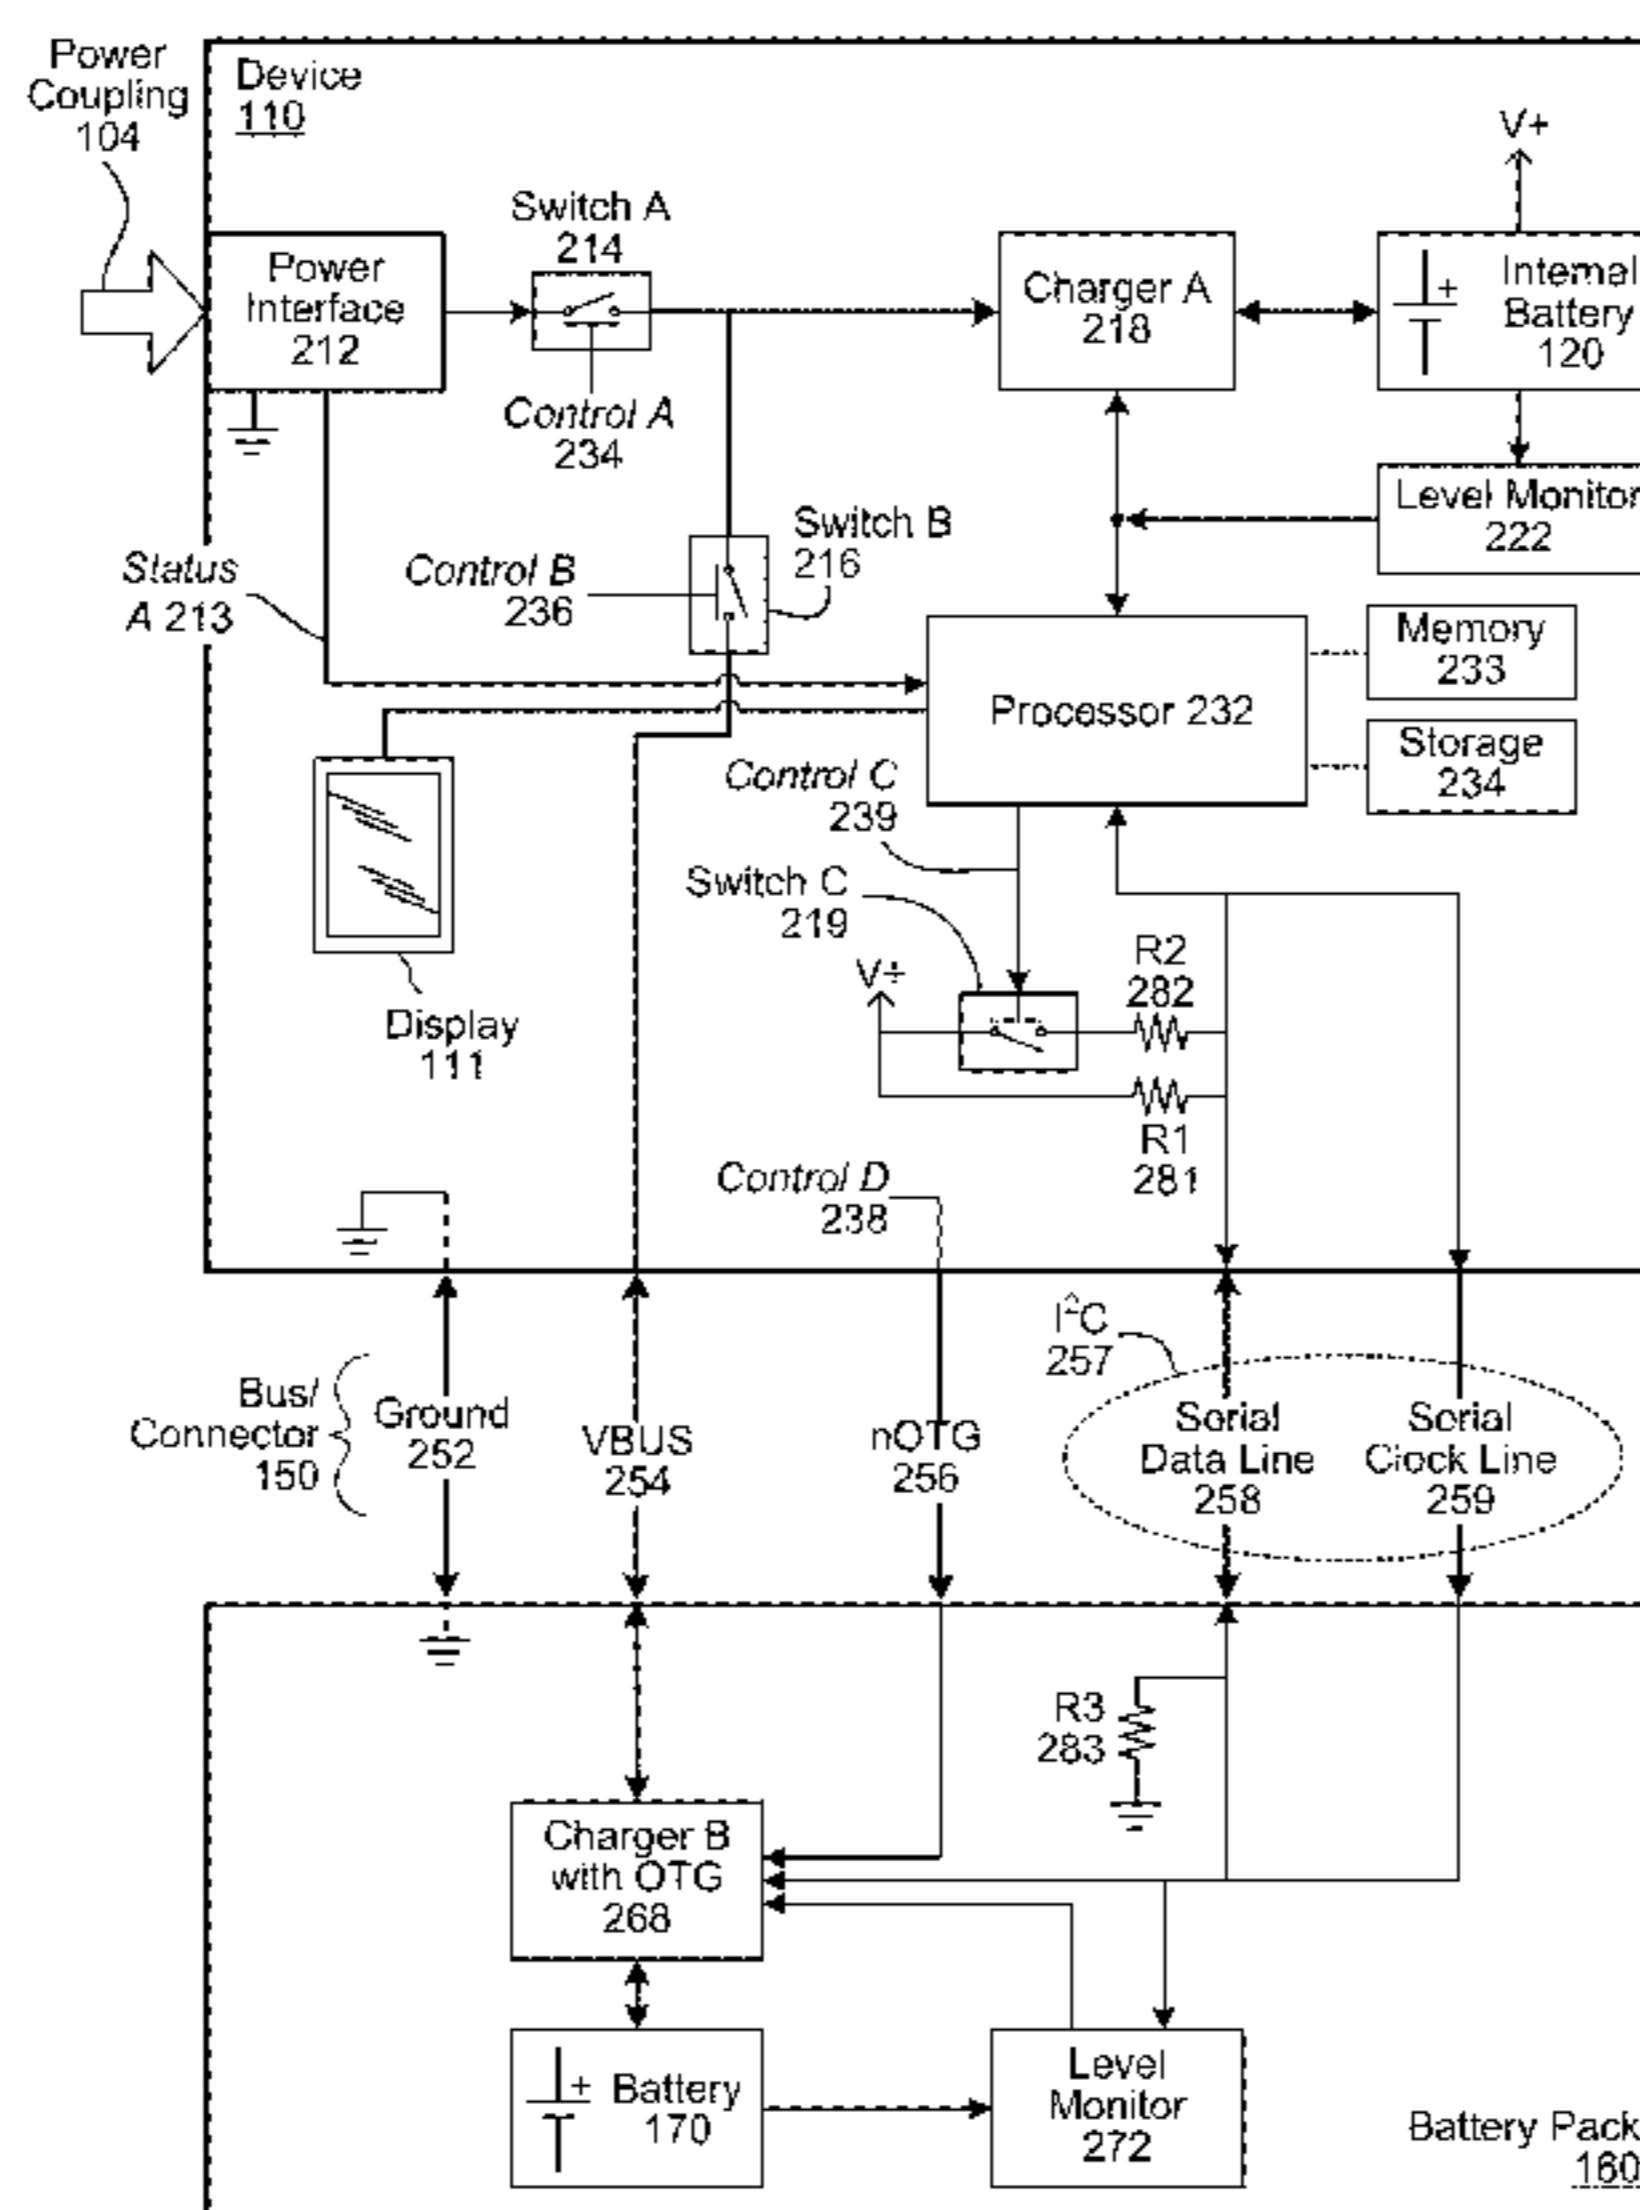 Power
Coupling
104
Device
110
V+
Switch A
214
Power
Interface
212
Charger A
218
+
Internal
Battery
120
Control A
234
Level Monitor
222
Switch B
216
Control B
236
Status
A 213
Memory
233
Processor 232
Storage
234
Control C
239
Switch C
219
V+
R2
282
Display
111
R1
281
Control D
238
I²C
257
Bus/
Connector
150
Ground
252
VBUS
254
nOTG
256
Serial
Data Line
258
Serial
Clock Line
259
R3
283
Charger B
with OTG
268
+
Battery
170
Level
Monitor
272
Battery Pack
160